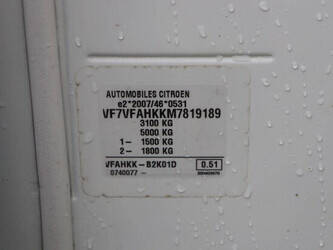 AUTOMOBILES CITROEN
e2*2007/46*0531
VF7VFAHKKM7819189
3100 KG
5000 KG
1- 1500 KG
2- 1800 KG
VFAHKK-B2K01D 0.51
0740077-